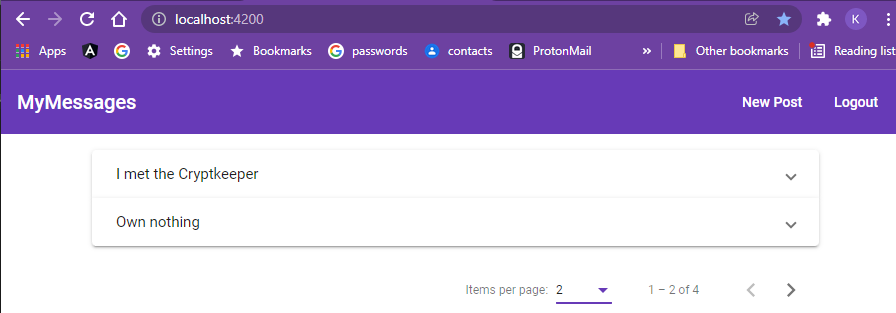 localhost:4200
K
Apps Settings Bookmarks passwords contacts ProtonMail » Other bookmarks Reading list
MyMessages New Post Logout
I met the Cryptkeeper
Own nothing
Items per page: 2 1 – 2 of 4